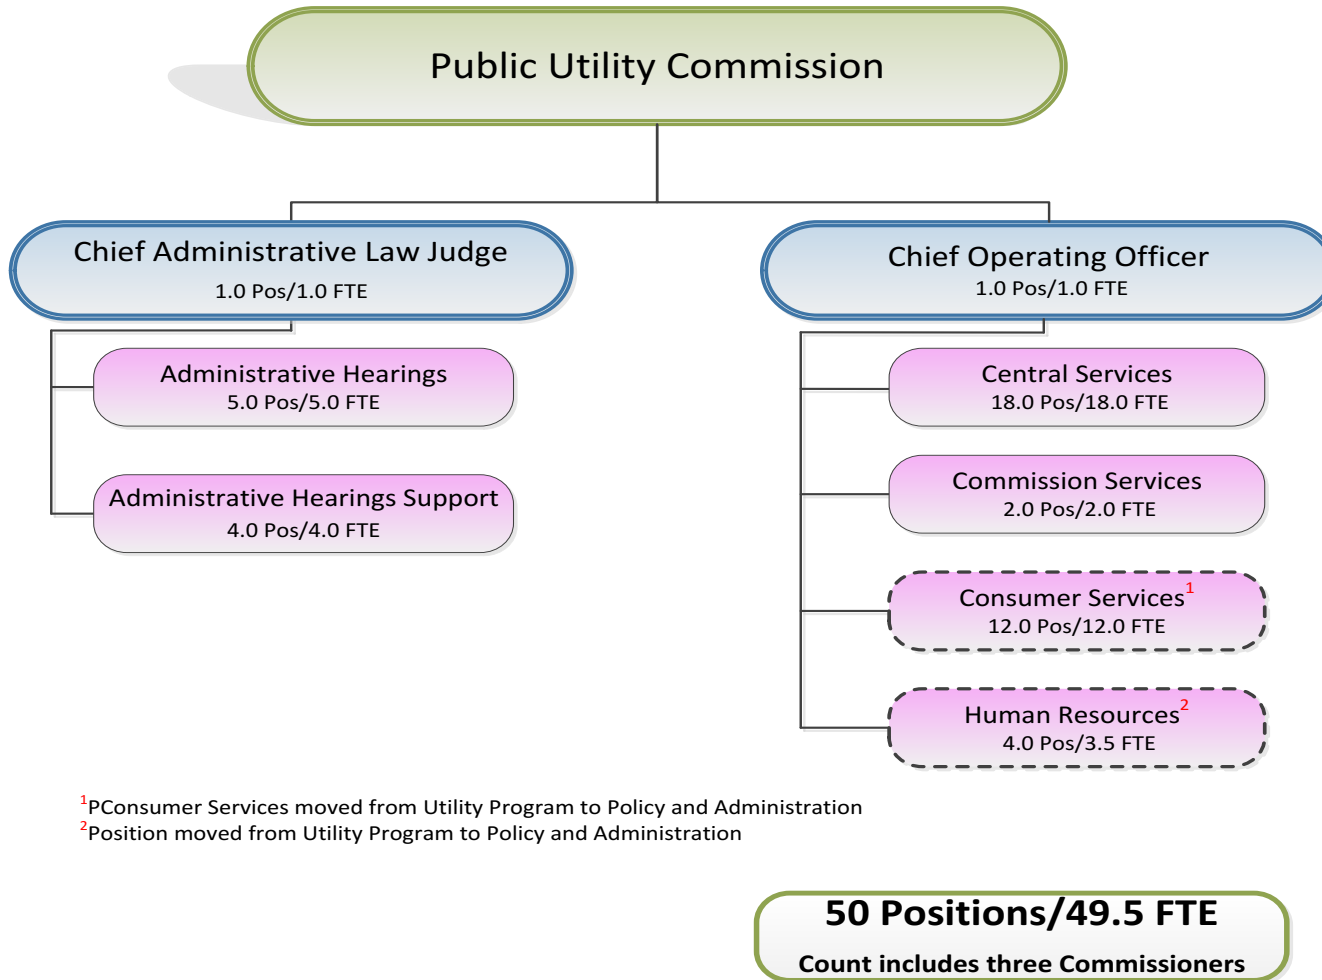 Public Utility Commission
Chief Administrative Law Judge
1.0 Pos/1.0 FTE
Administrative Hearings
5.0 Pos/5.0 FTE
Administrative Hearings Support
4.0 Pos/4.0 FTE
Chief Operating Officer
1.0 Pos/1.0 FTE
Central Services
18.0 Pos/18.0 FTE
Commission Services
2.0 Pos/2.0 FTE
Consumer Services1
12.0 Pos/12.0 FTE
Human Resources2
4.0 Pos/3.5 FTE
1PConsumer Services moved from Utility Program to Policy and Administration
2Position moved from Utility Program to Policy and Administration
50 Positions/49.5 FTE
Count includes three Commissioners